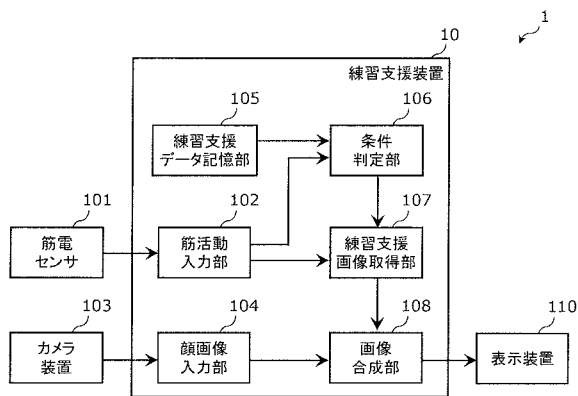 1
10
練習支援装置
105
106
練習支援
データ記憶部
条件
判定部
101
102
107
筋電
センサ
筋活動
入力部
練習支援
画像取得部
103
104
108
110
カメラ
装置
顔画像
入力部
画像
合成部
表示装置